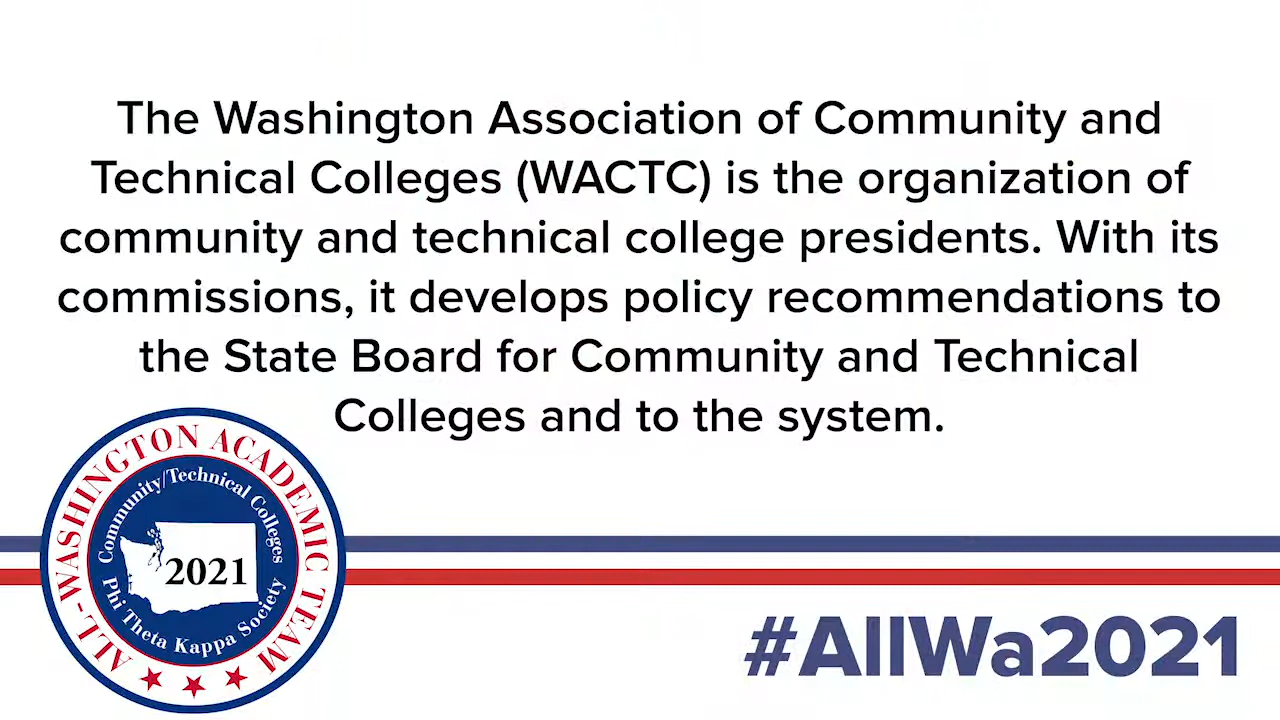 The Washington Association of Community and
Technical Colleges (WACTC) is the organization of
community and technical college presidents. With its
commissions, it develops policy recommendations to
the State Board for Community and Technical
Colleges and to the system.
ALL-WASHINGTON ACADEMIC TEAM
Community/Technical Colleges
2021
Phi Theta Kappa Society
#AllWa2021